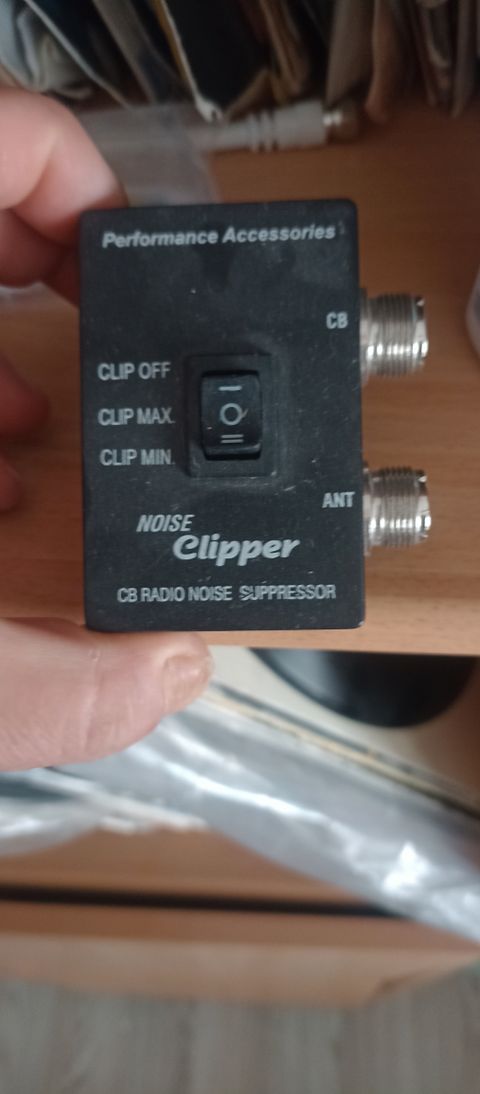 Performance Accessories
CB
CLIP OFF
CLIP MAX.
CLIP MIN.
ANT
NOISE
Clipper
CB RADIO NOISE SUPPRESSOR